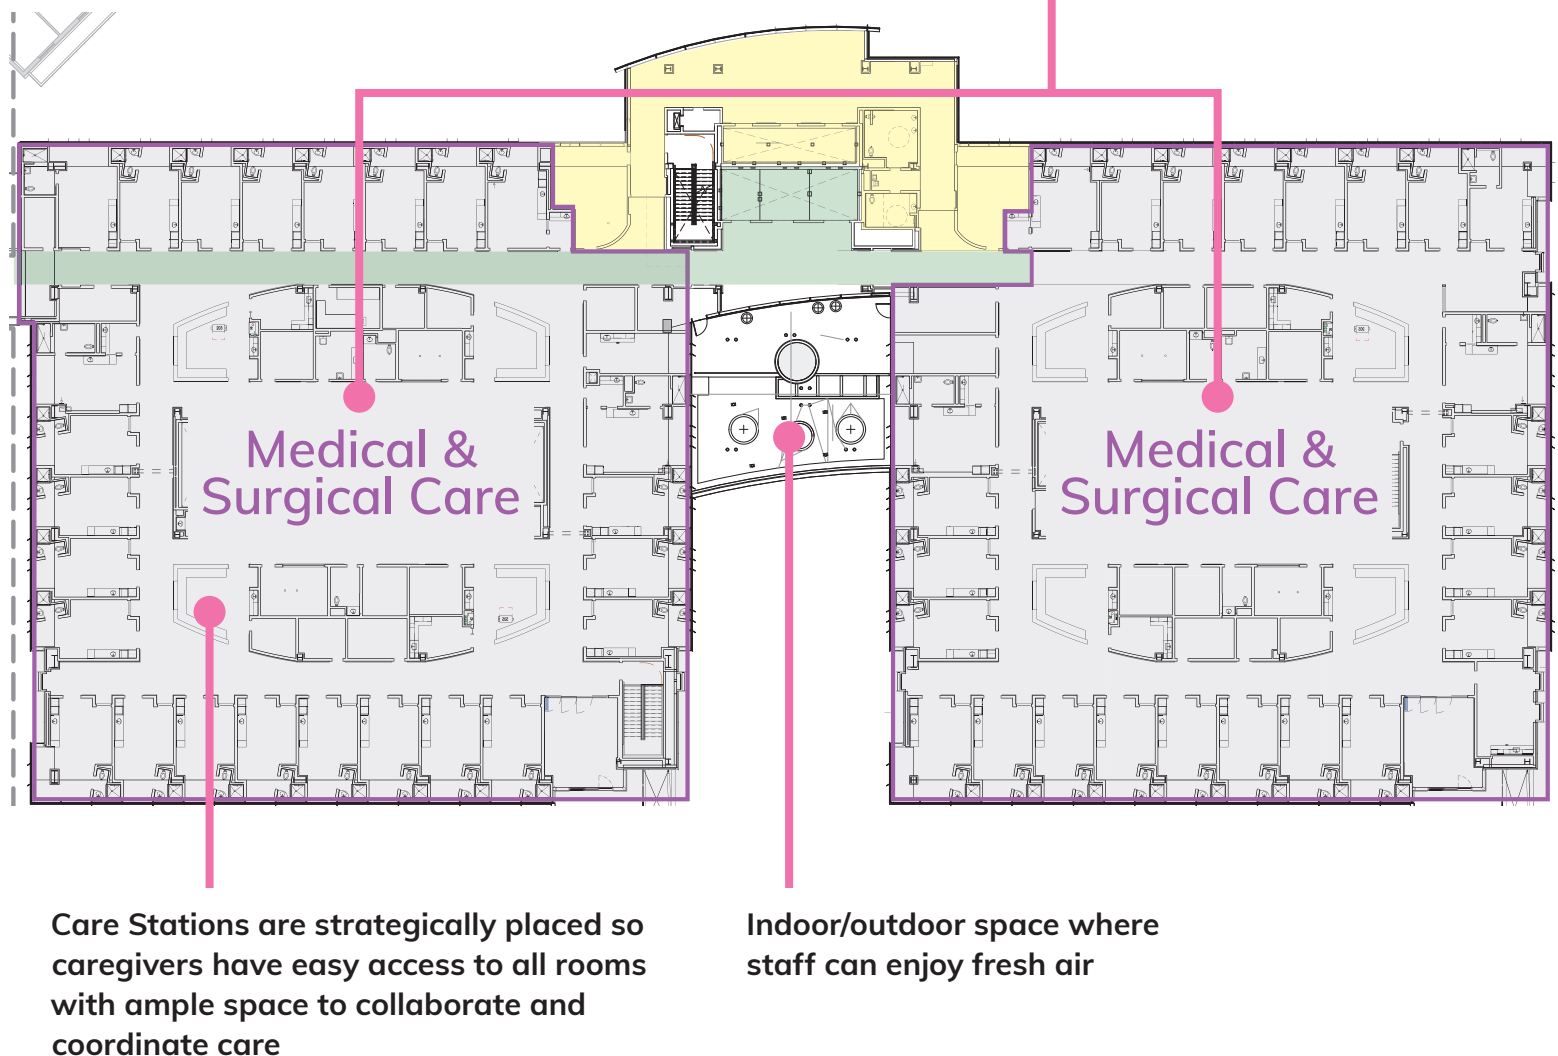 Medical &
Surgical Care
Medical &
Surgical Care
Care Stations are strategically placed so
caregivers have easy access to all rooms
with ample space to collaborate and
coordinate care
Indoor/outdoor space where
staff can enjoy fresh air